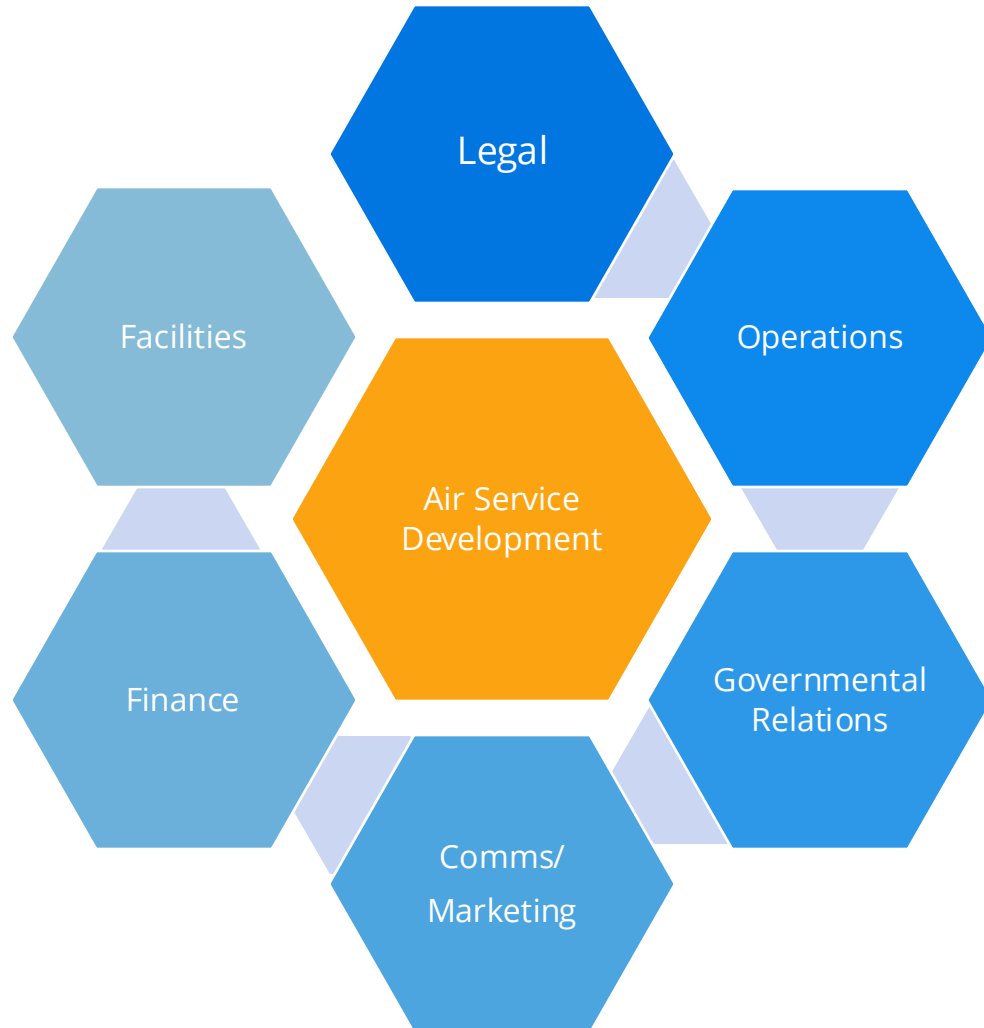 Legal
Operations
Governmental
Relations
Comms/
Marketing
Finance
Facilities
Air Service
Development